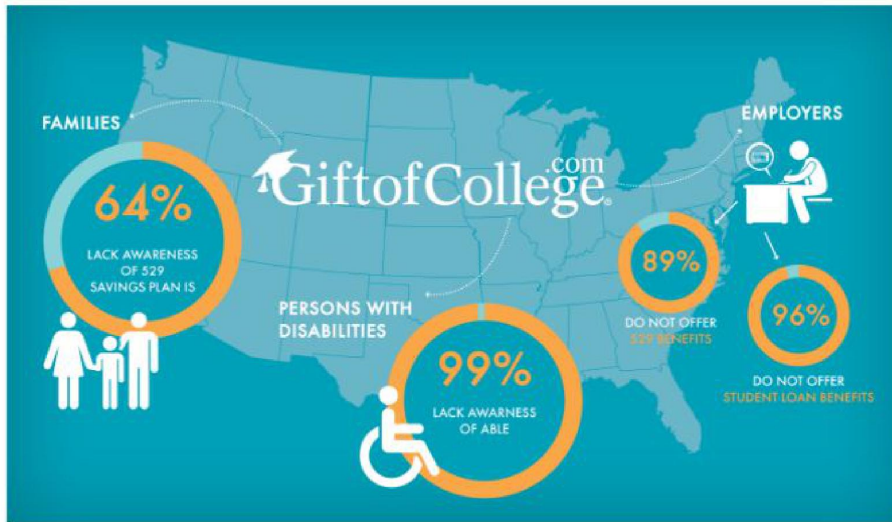 FAMILIES
64%
LACK AWARENESS
OF 529
SAVINGS PLAN IS
GiftofCollege.com®
EMPLOYERS
89%
DO NOT OFFER
529 BENEFITS
96%
DO NOT OFFER
STUDENT LOAN BENEFITS
PERSONS WITH
DISABILITIES
99%
LACK AWARNESS
OF ABLE